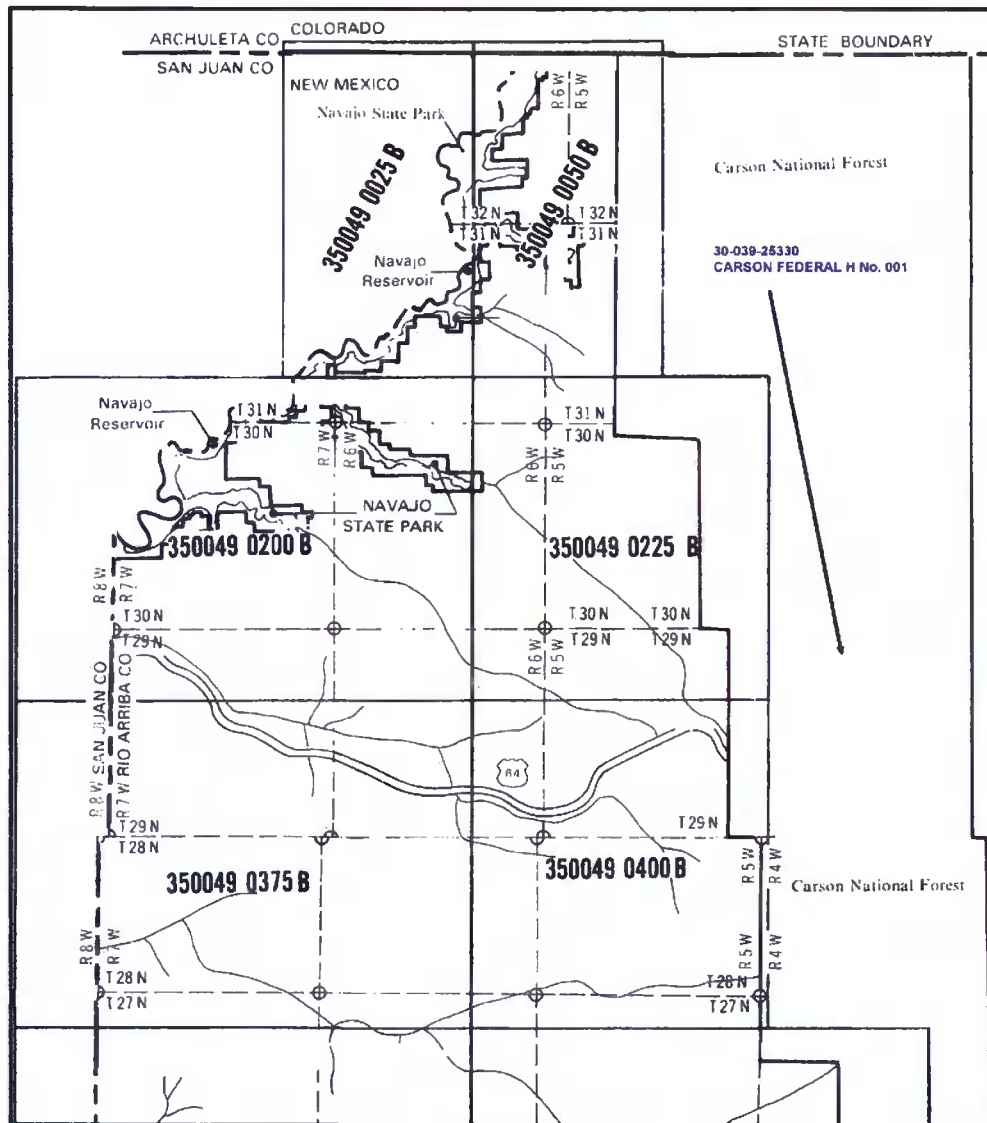 COLORADO
ARCHULETA CO
STATE BOUNDARY
SAN JUAN CO
NEW MEXICO
R6W
R5W
Navajo State Park
350049 0025 B
350049 0050 B
Carson National Forest
T32N
T32N
T31N
T31N
30-039-25330
CARSON FEDERAL H No. 001
Navajo
Reservoir
Navajo
Reservoir
T31N
T30N
T31N
T30N
R7W
R6W
R6W
R5W
NAVAJO
STATE PARK
350049 0200 B
350049 0225 B
R8W
R7W
T30N
T29N
T30N
T29N
T30N
T29N
R6W
R5W
R8W SAN JUAN CO
R7W RIO ARRIBA CO
64
T29N
T28N
T29N
350049 0375 B
350049 0400 B
R5W
R4W
Carson National Forest
R8W
R7W
R5W
R4W
T28N
T27N
T28N
T27N